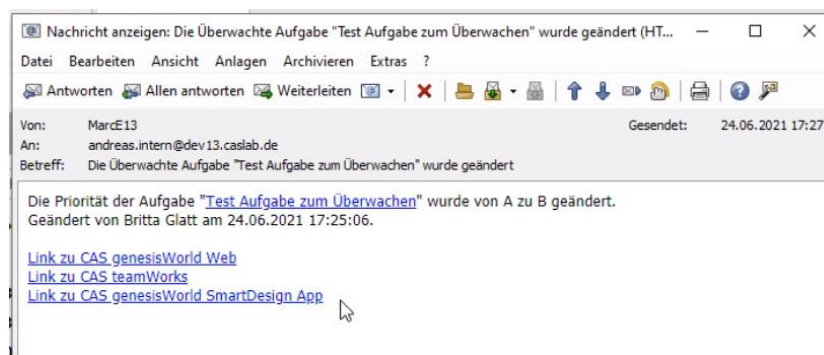 Nachricht anzeigen: Die Überwachte Aufgabe "Test Aufgabe zum Überwachen" wurde geändert (HT...
Datei Bearbeiten Ansicht Anlagen Archivieren Extras ?
Antworten Allen antworten Weiterleiten
Von: MarcE13 Gesendet: 24.06.2021 17:27
An: andreas.intern@dev13.caslab.de
Betreff: Die Überwachte Aufgabe "Test Aufgabe zum Überwachen" wurde geändert
Die Priorität der Aufgabe "Test Aufgabe zum Überwachen" wurde von A zu B geändert.
Geändert von Britta Glatt am 24.06.2021 17:25:06.
Link zu CAS genesisWorld Web
Link zu CAS teamWorks
Link zu CAS genesisWorld SmartDesign App